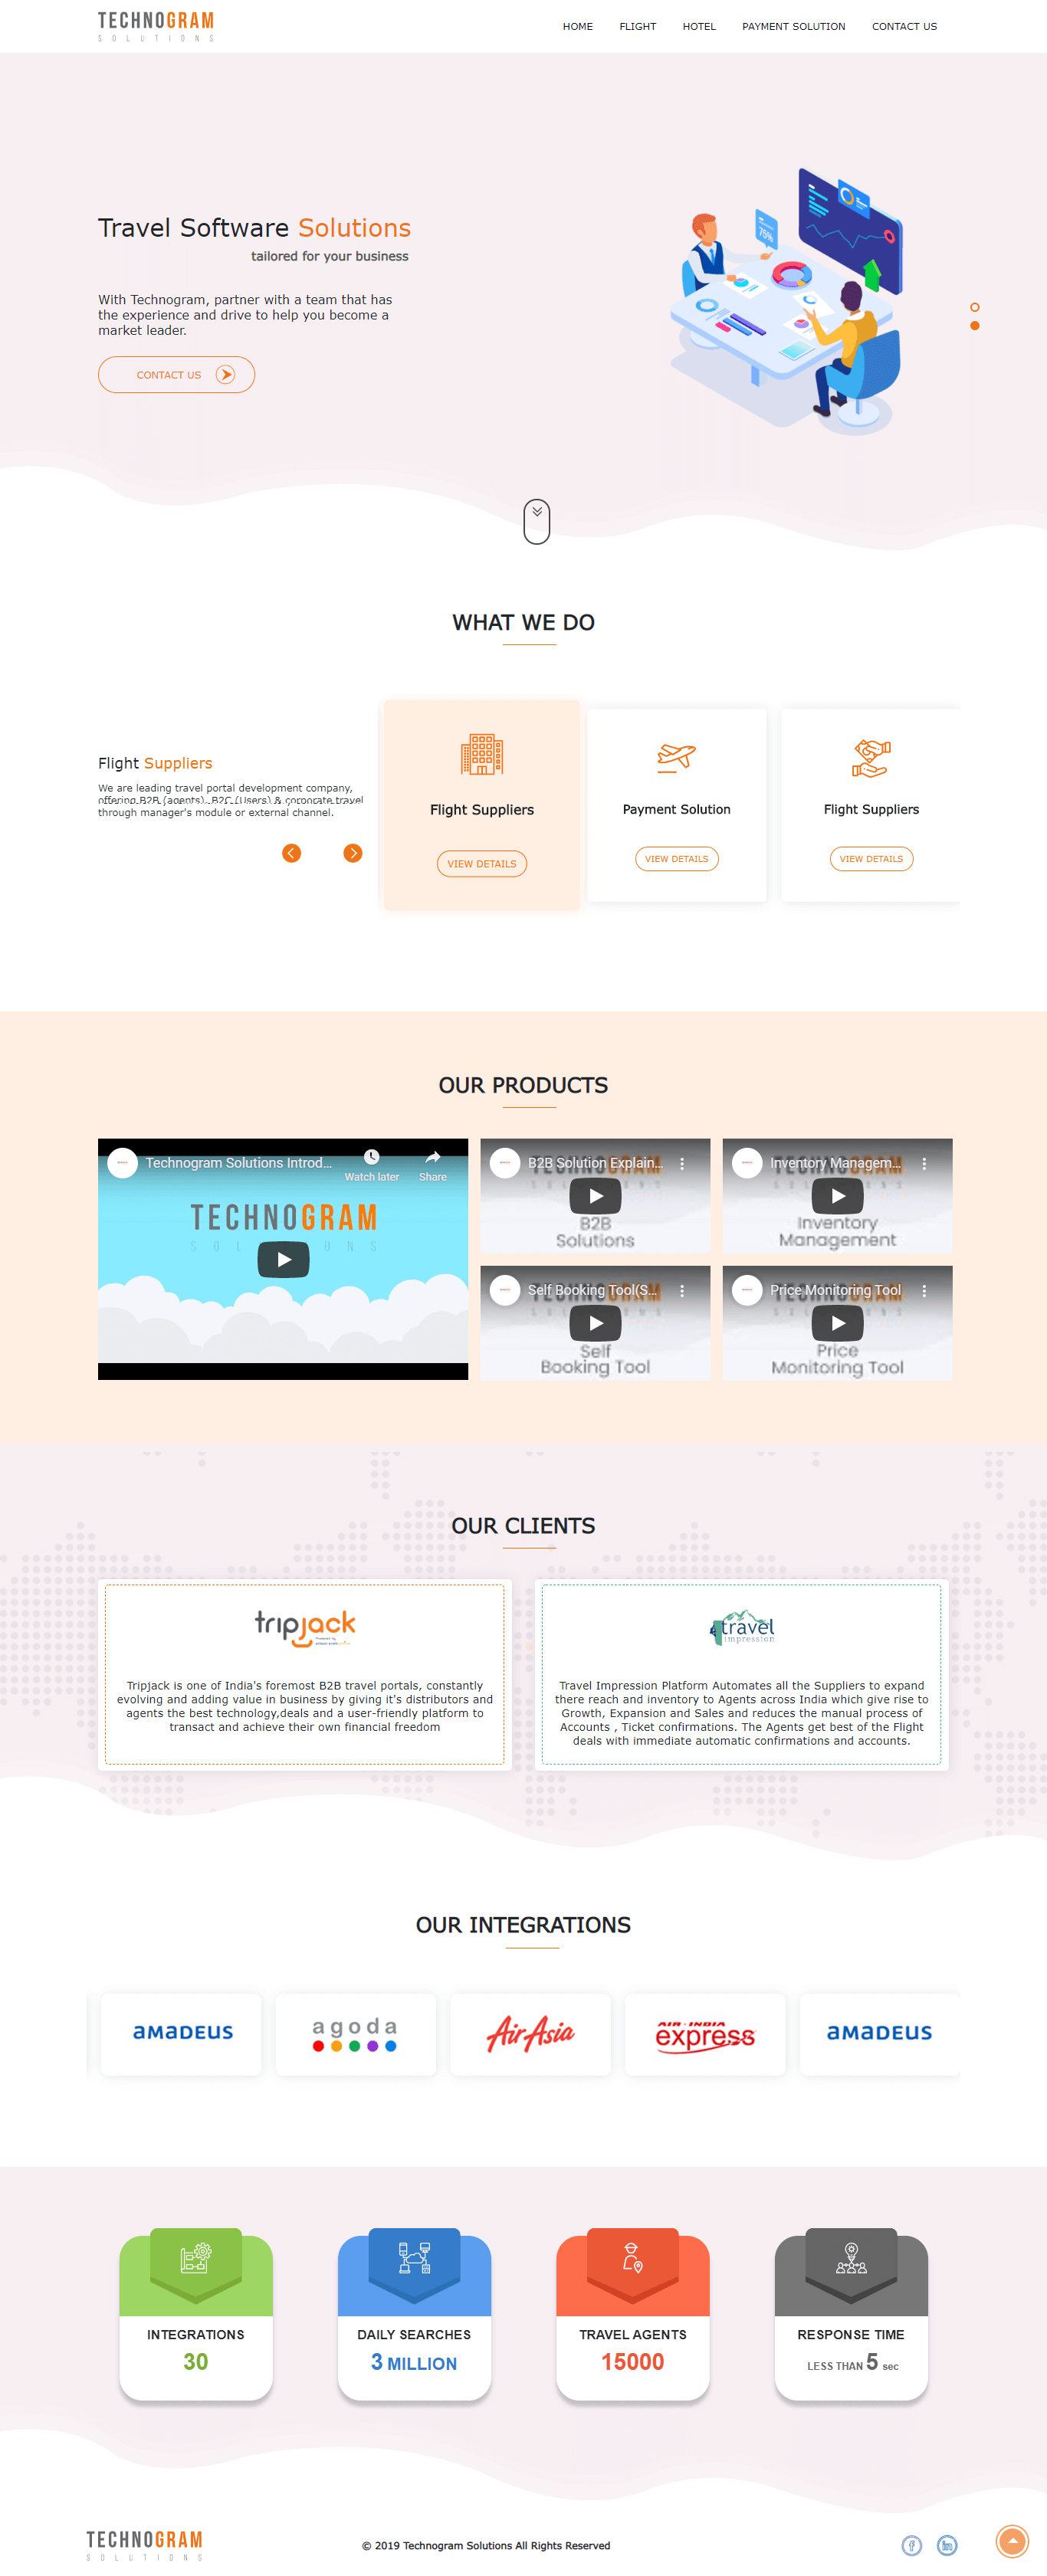 TECHNOGRAM
SOLUTIONS
HOME FLIGHT HOTEL PAYMENT SOLUTION CONTACT US
Travel Software Solutions
tailored for your business
With Technogram, partner with a team that has
the experience and drive to help you become a
market leader.
CONTACT US
75%
WHAT WE DO
Flight Suppliers
We are leading travel portal development company,
offering B2B (agents), B2C (Users) & corporate travel
through manager's module or external channel.
Flight Suppliers
VIEW DETAILS
Payment Solution
VIEW DETAILS
Flight Suppliers
VIEW DETAILS
OUR PRODUCTS
Technogram Solutions Introd...
Watch later
Share
TECHNOGRAM
B2B Solution Explain...
B2B
Solutions
Inventory Managem...
Inventory
Management
Self Booking Tool(S...
Self
Booking Tool
Price Monitoring Tool
Price
Monitoring Tool
OUR CLIENTS
tripjack
Tripjack is one of India's foremost B2B travel portals, constantly
evolving and adding value in business by giving it's distributors and
agents the best technology,deals and a user-friendly platform to
transact and achieve their own financial freedom
travel
impression
Travel Impression Platform Automates all the Suppliers to expand
there reach and inventory to Agents across India which give rise to
Growth, Expansion and Sales and reduces the manual process of
Accounts , Ticket confirmations. The Agents get best of the Flight
deals with immediate automatic confirmations and accounts.
OUR INTEGRATIONS
amadeus
agoda
AirAsia
AIR-INDIA
express
amadeus
INTEGRATIONS
30
DAILY SEARCHES
3 MILLION
TRAVEL AGENTS
15000
RESPONSE TIME
LESS THAN 5 sec
TECHNOGRAM
SOLUTIONS
© 2019 Technogram Solutions All Rights Reserved